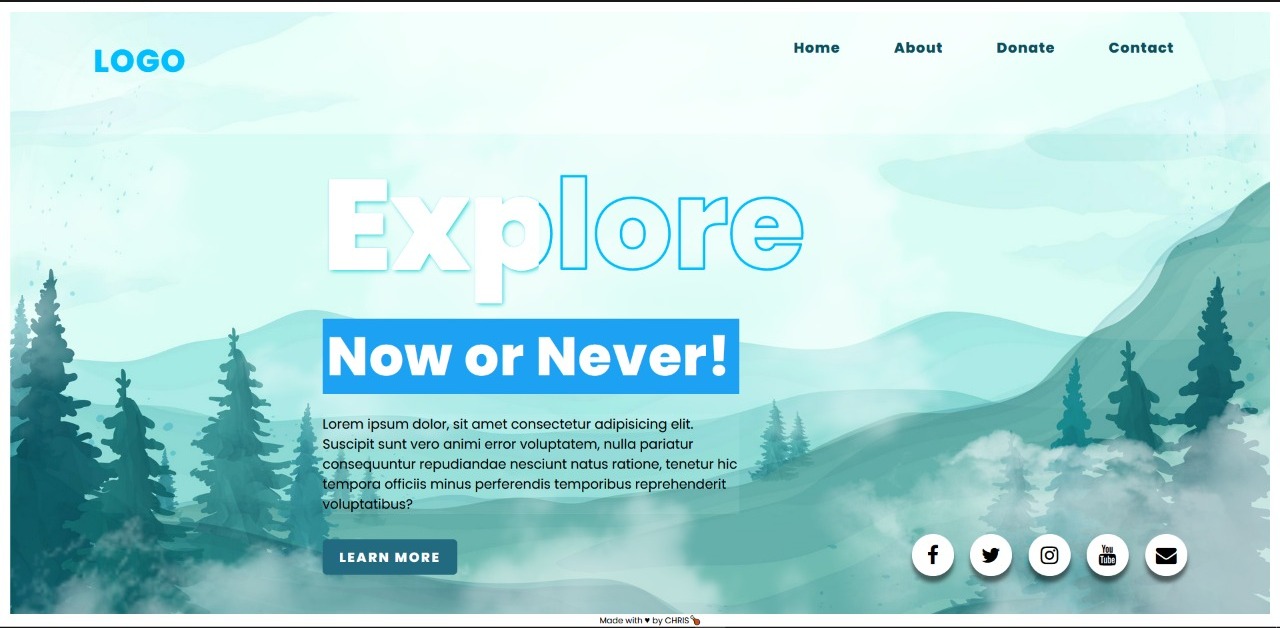 LOGO
Home About Donate Contact
Explore
Now or Never!
Lorem ipsum dolor, sit amet consectetur adipisicing elit.
Suscipit sunt vero animi error voluptatem, nulla pariatur
consequuntur repudiandae nesciunt natus ratione, tenetur hic
tempora officiis minus perferendis temporibus reprehenderit
voluptatibus?
LEARN MORE
You
Tube
Made with ♥ by CHRIS